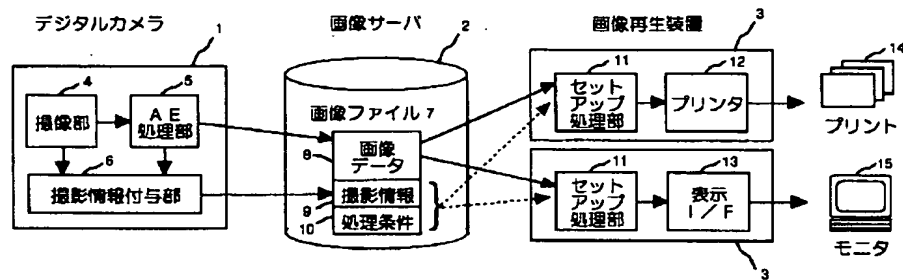 デジタルカメラ
1
4
撮像部
5
AE
処理部
6
撮影情報付与部
画像サーバ
2
画像ファイル 7
8
画像
データ
9
撮影情報
10
処理条件
画像再生装置
3
11
セット
アップ
処理部
12
プリンタ
14
プリント
11
セット
アップ
処理部
13
表示
I/F
15
モニタ
3